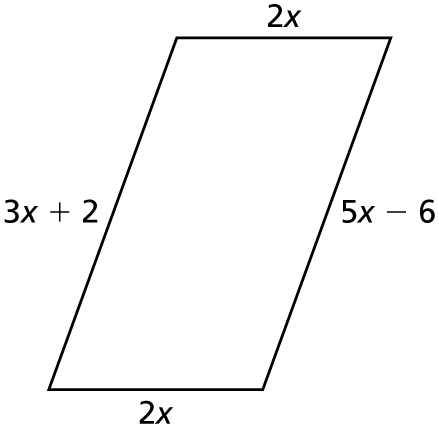 2x
3x + 2
5x − 6
2x